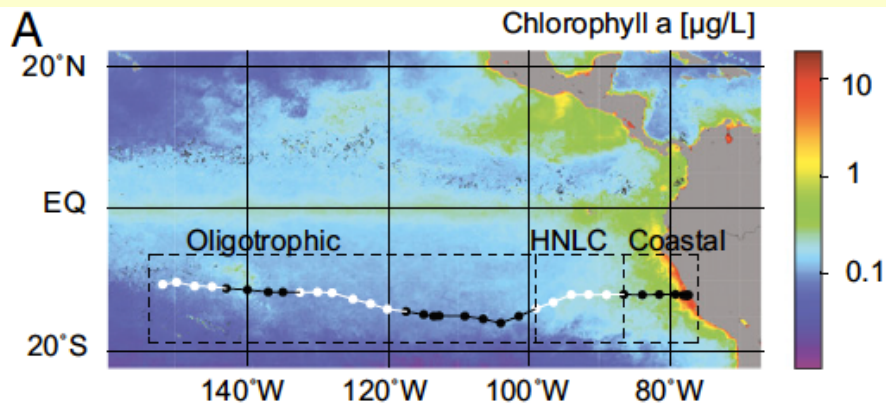 A
Chlorophyll a [µg/L]
20˚N
EQ
20˚S
Oligotrophic HNLC Coastal
140˚W 120˚W 100˚W 80˚W
10
1
0.1